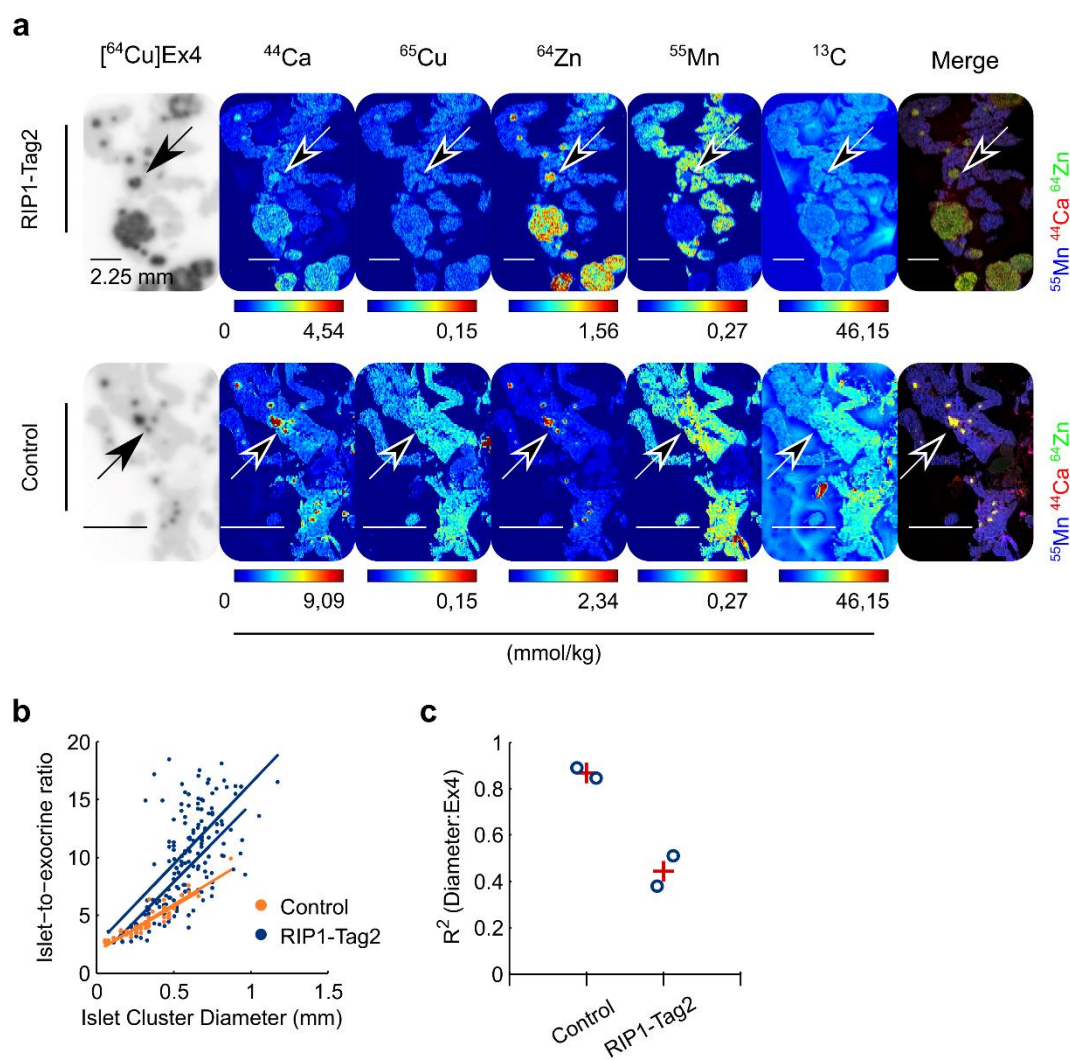 a
[⁶⁴Cu]Ex4 ⁴⁴Ca ⁶⁵Cu ⁶⁴Zn ⁵⁵Mn ¹³C Merge
RIP1-Tag2
2.25 mm
⁵⁵Mn ⁴⁴Ca ⁶⁴Zn
0 4,54 0,15 1,56 0,27 46,15
Control
⁵⁵Mn ⁴⁴Ca ⁶⁴Zn
0 9,09 0,15 2,34 0,27 46,15
(mmol/kg)
b
Islet-to-exocrine ratio
20
15
10
5
0
0 0.5 1 1.5
Islet Cluster Diameter (mm)
Control
RIP1-Tag2
c
R² (Diameter:Ex4)
1
0.8
0.6
0.4
0.2
0
Control
RIP1-Tag2